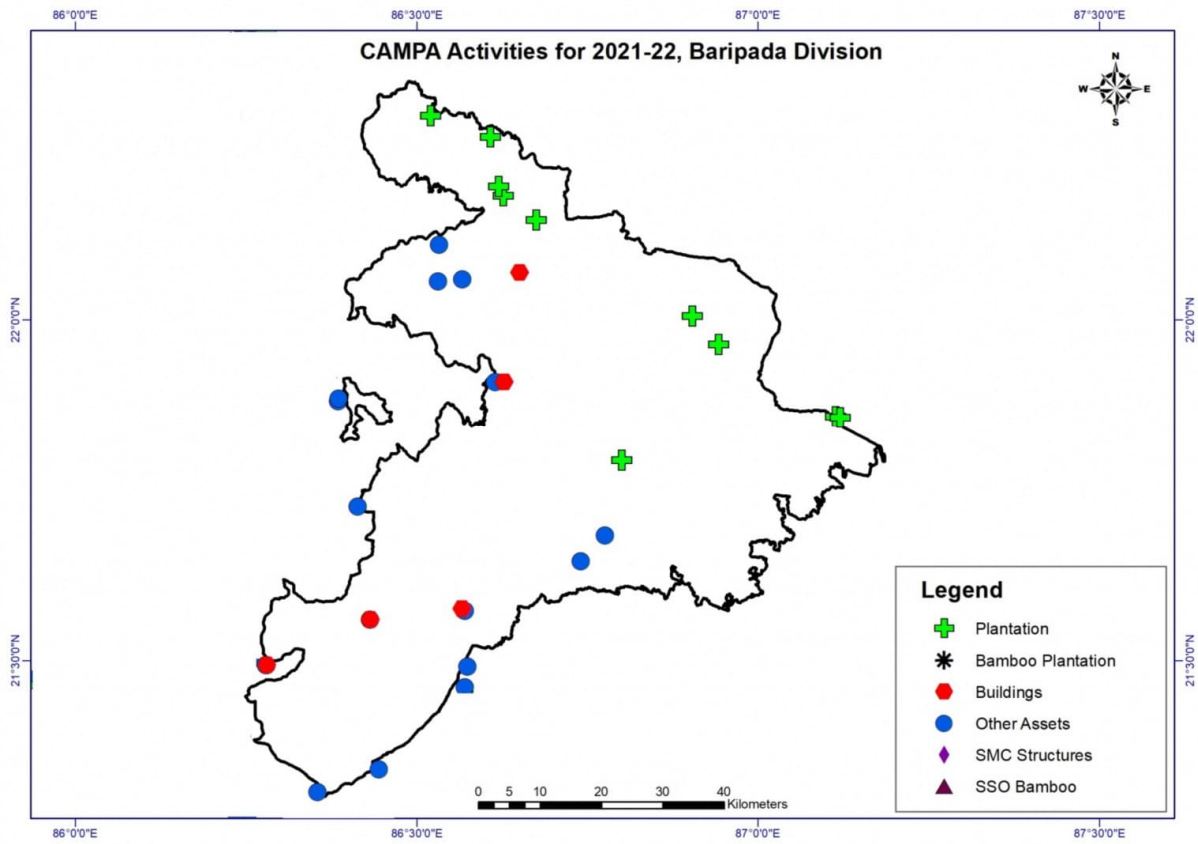 86°0'0"E 86°30'0"E 87°0'0"E 87°30'0"E
CAMPA Activities for 2021-22, Baripada Division
N
W E
S
22°0'0"N 22°0'0"N
21°30'0"N 21°30'0"N
Legend
Plantation
Bamboo Plantation
Buildings
Other Assets
SMC Structures
SSO Bamboo
0 5 10 20 30 40
Kilometers
86°0'0"E 86°30'0"E 87°0'0"E 87°30'0"E